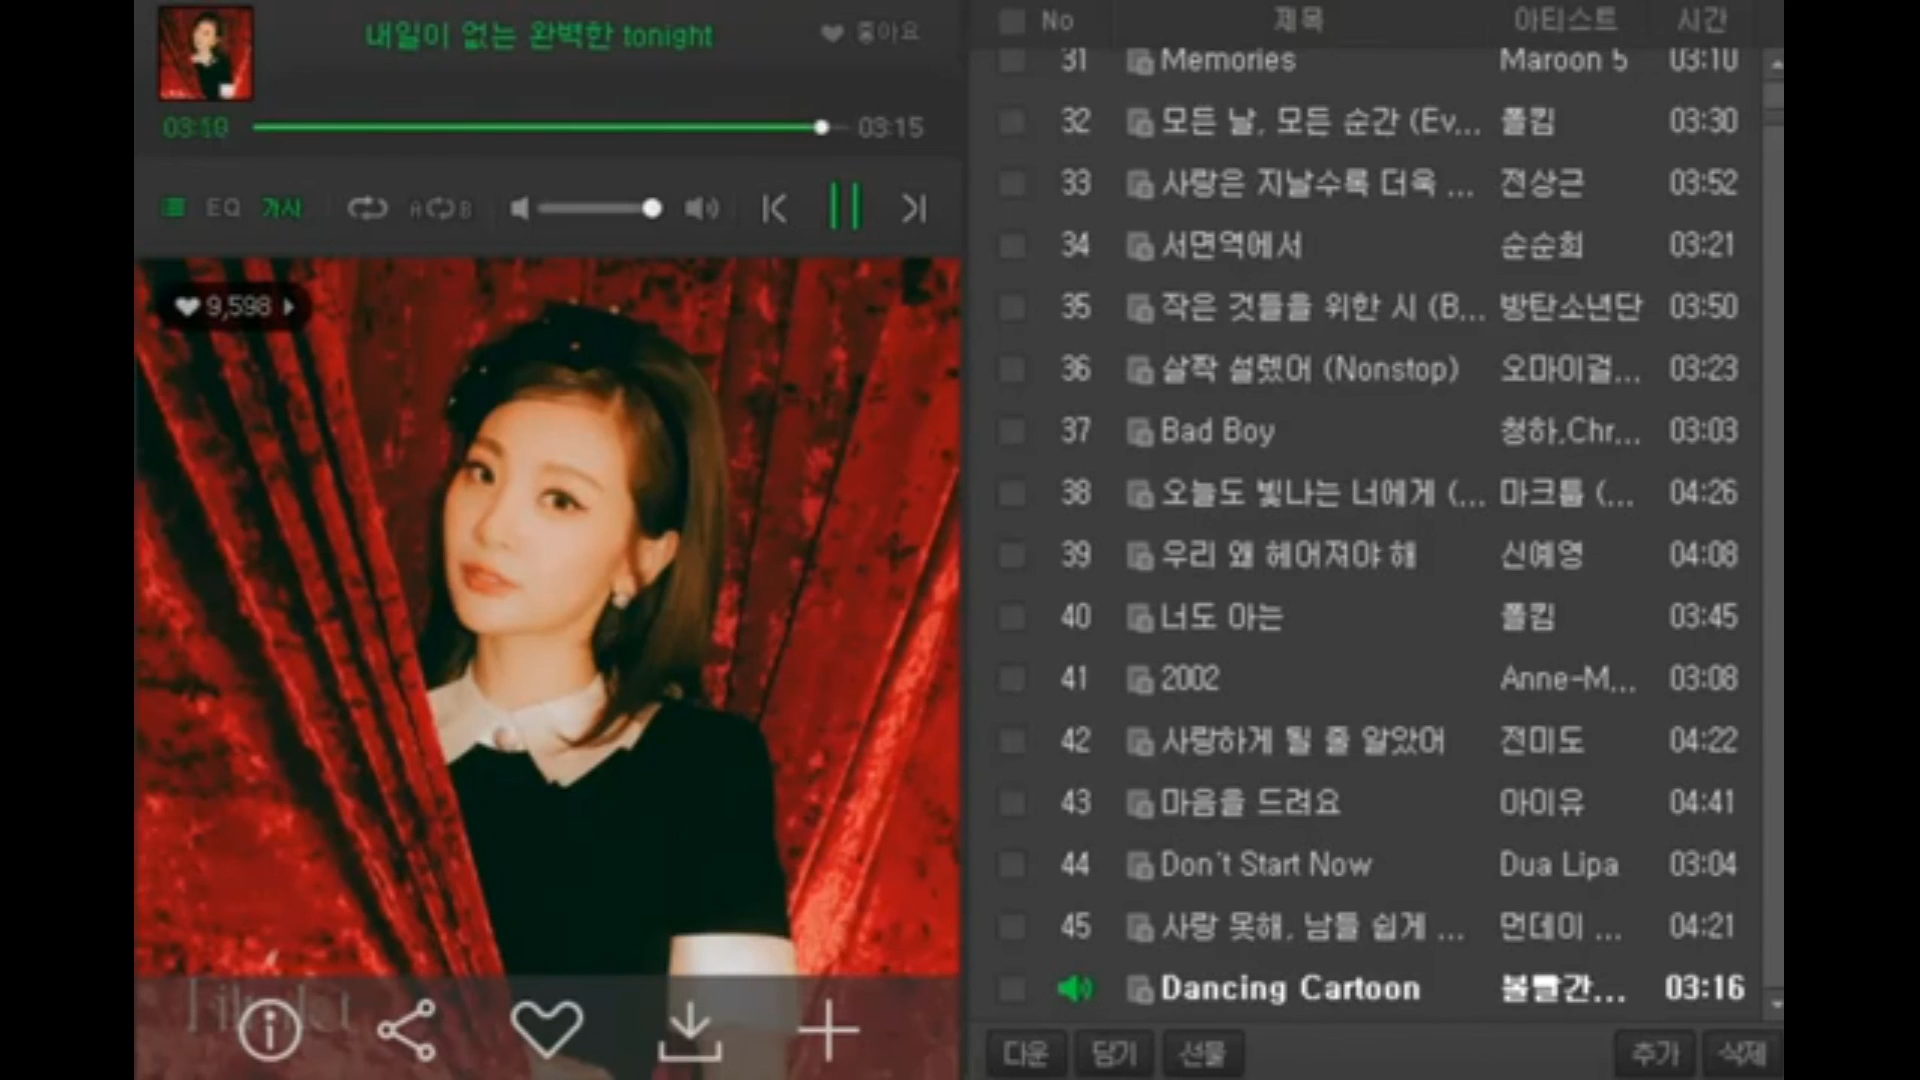 내일이 없는 완벽한 tonight
좋아요
03:15
EQ 가사
A B
9,598
No 제목 아티스트 시간
31 Memories Maroon 5 03:10
32 모든 날, 모든 순간 (Ev... 폴킴 03:30
33 사랑은 지날수록 더욱 ... 전상근 03:52
34 서면역에서 순순희 03:21
35 작은 것들을 위한 시 (B... 방탄소년단 03:50
36 살짝 설렜어 (Nonstop) 오마이걸... 03:23
37 Bad Boy 청하,Chr... 03:03
38 오늘도 빛나는 너에게 (... 마크툽 (... 04:26
39 우리 왜 헤어져야 해 신예영 04:08
40 너도 아는 폴킴 03:45
41 2002 Anne-M... 03:08
42 사랑하게 될 줄 알았어 전미도 04:22
43 마음을 드려요 아이유 04:41
44 Don't Start Now Dua Lipa 03:04
45 사랑 못해, 남들 쉽게 ... 먼데이 ... 04:21
Dancing Cartoon 볼빨간... 03:16
다운 담기 선물 추가 삭제